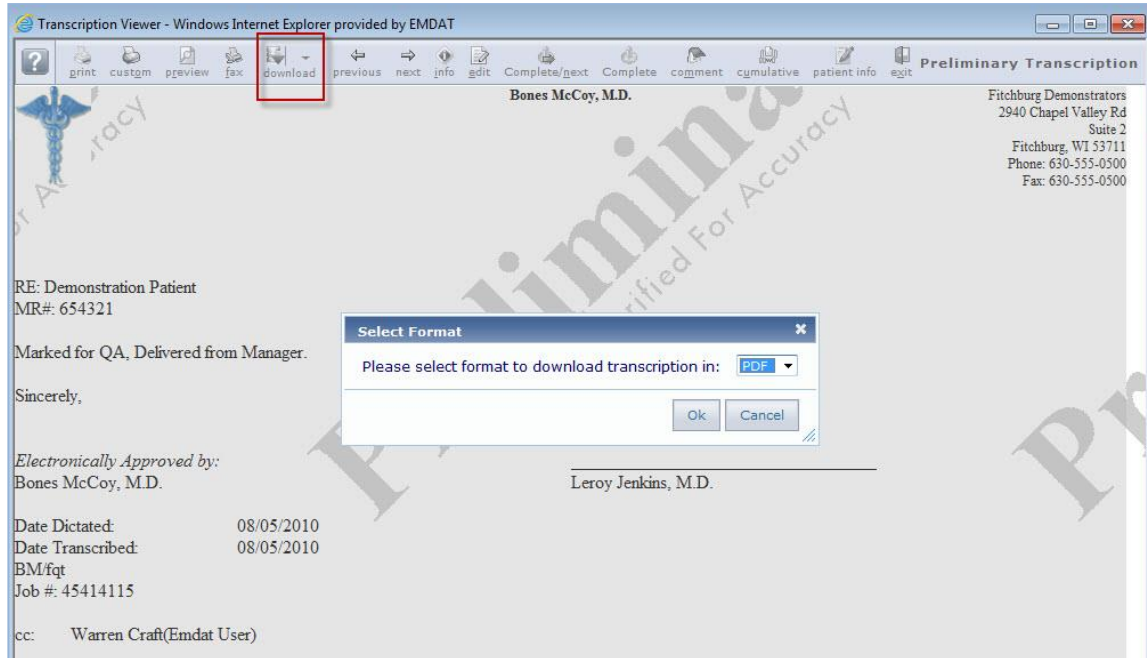 Transcription Viewer - Windows Internet Explorer provided by EMDAT
? print custom preview fax download previous next info edit Complete/next Complete comment cumulative patient info exit Preliminary Transcription
Bones McCoy, M.D.
Fitchburg Demonstrators
2940 Chapel Valley Rd
Suite 2
Fitchburg, WI 53711
Phone: 630-555-0500
Fax: 630-555-0500
RE: Demonstration Patient
MR#: 654321
Marked for QA, Delivered from Manager.
Sincerely,
Select Format
Please select format to download transcription in: PDF
Ok Cancel
Electronically Approved by:
Bones McCoy, M.D.
Leroy Jenkins, M.D.
Date Dictated: 08/05/2010
Date Transcribed: 08/05/2010
BM/fqt
Job #: 45414115
cc: Warren Craft(Emdat User)
For Accuracy